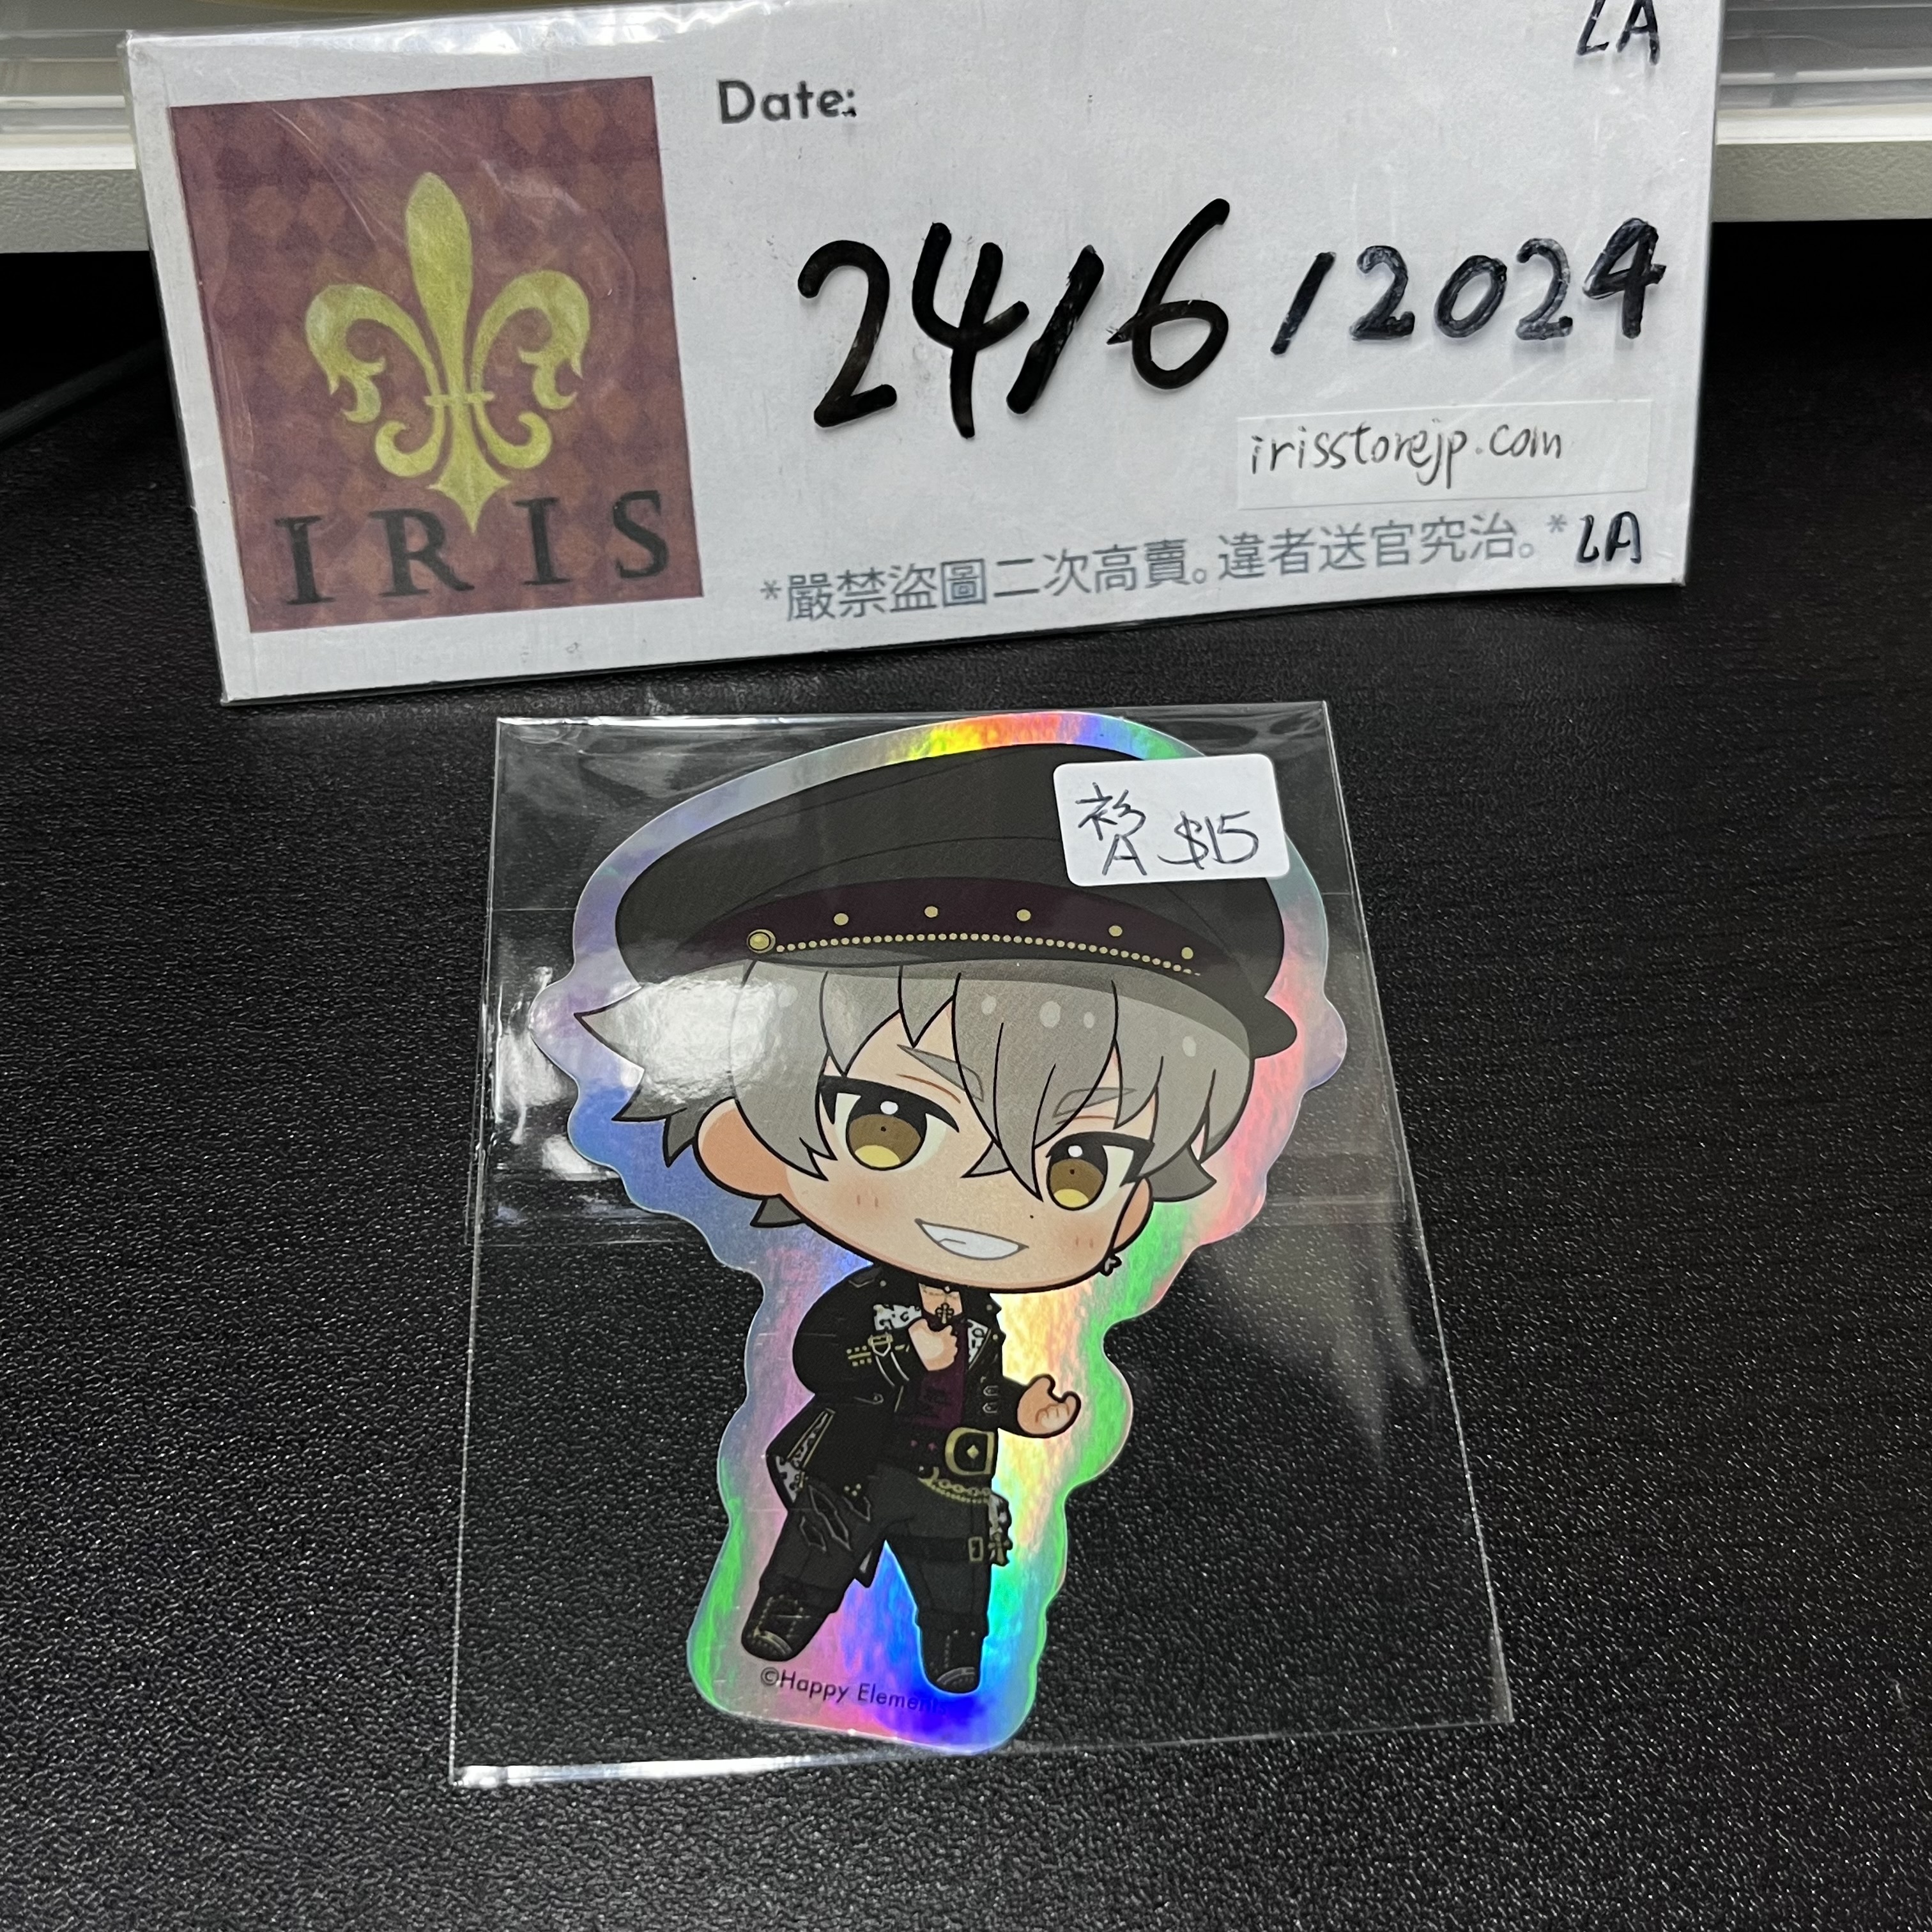 LA
Date:
24/6/2024
irisstorejp.com
IRIS
*嚴禁盜圖二次高賣。違者送官究治。* LA
衫 $15
A
©Happy Elements